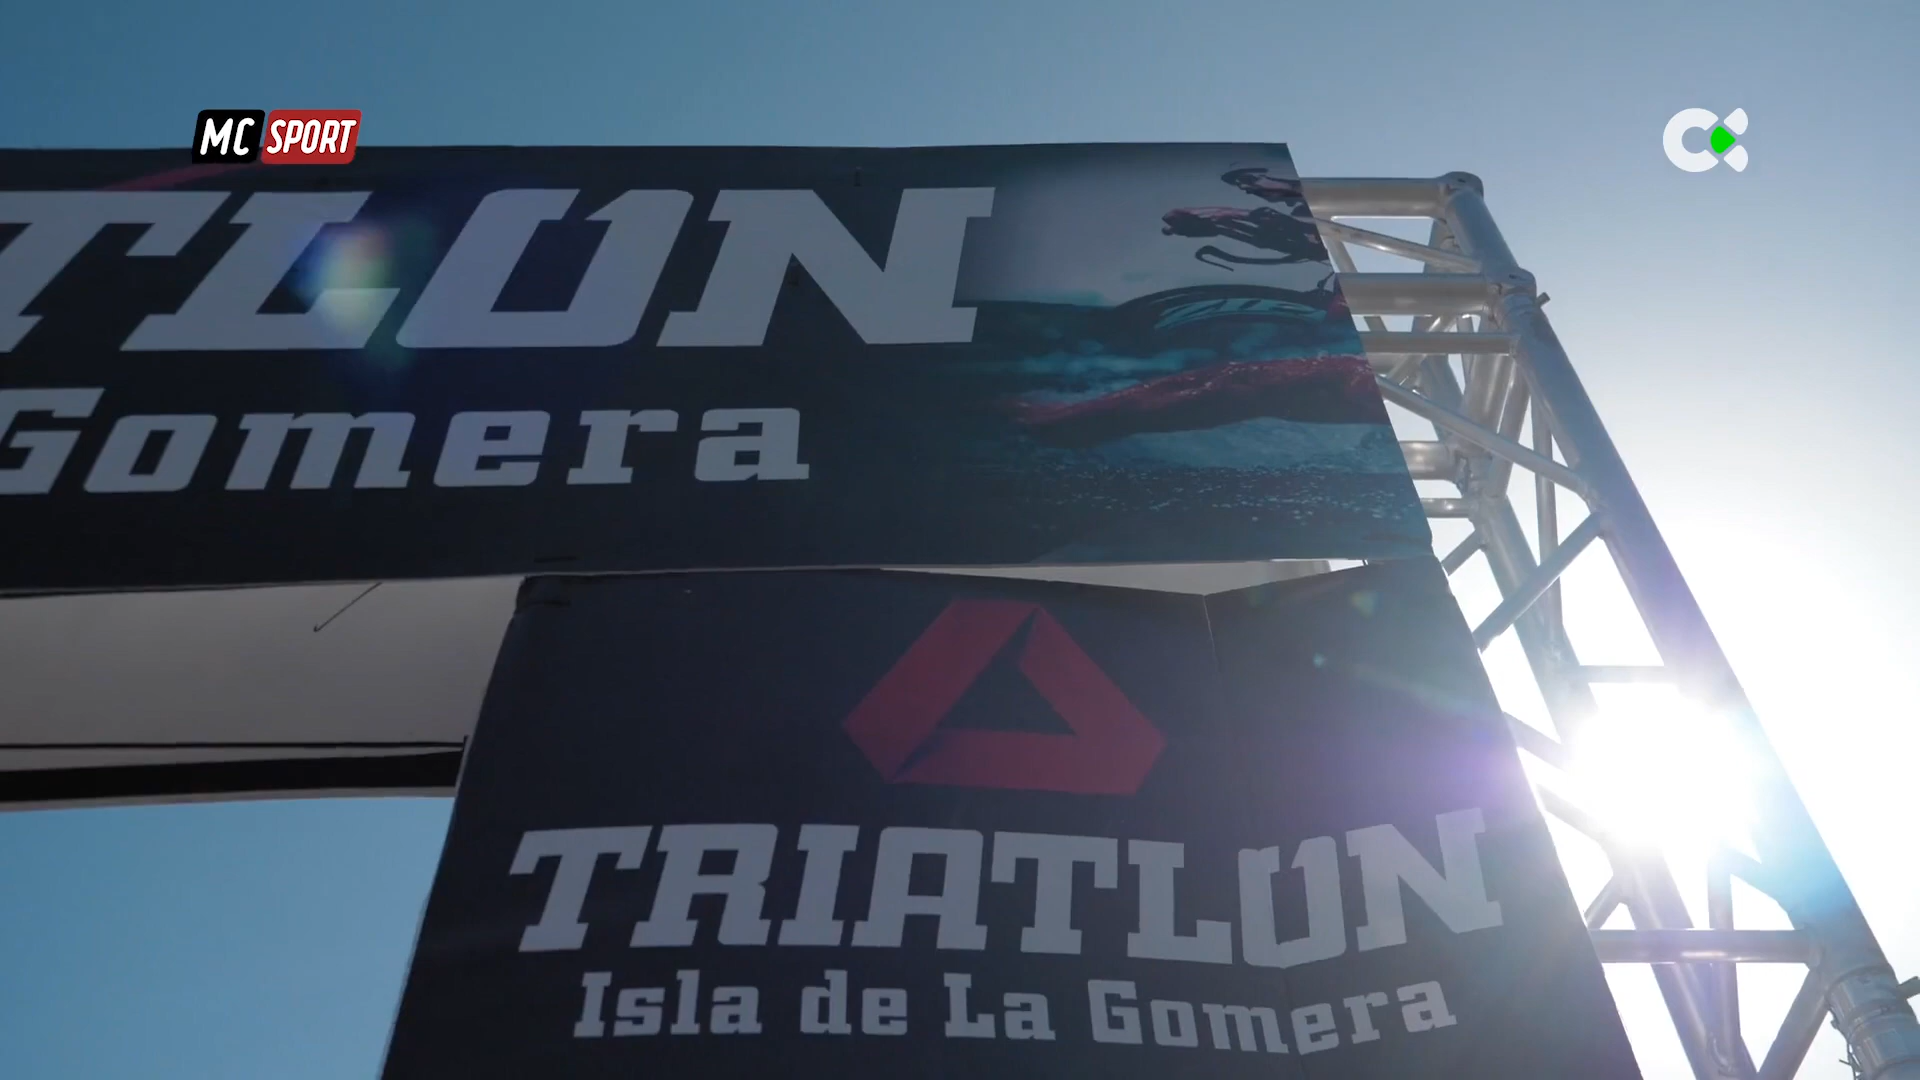 MC SPORT
TLON
Gomera
TRIATLON
Isla de La Gomera